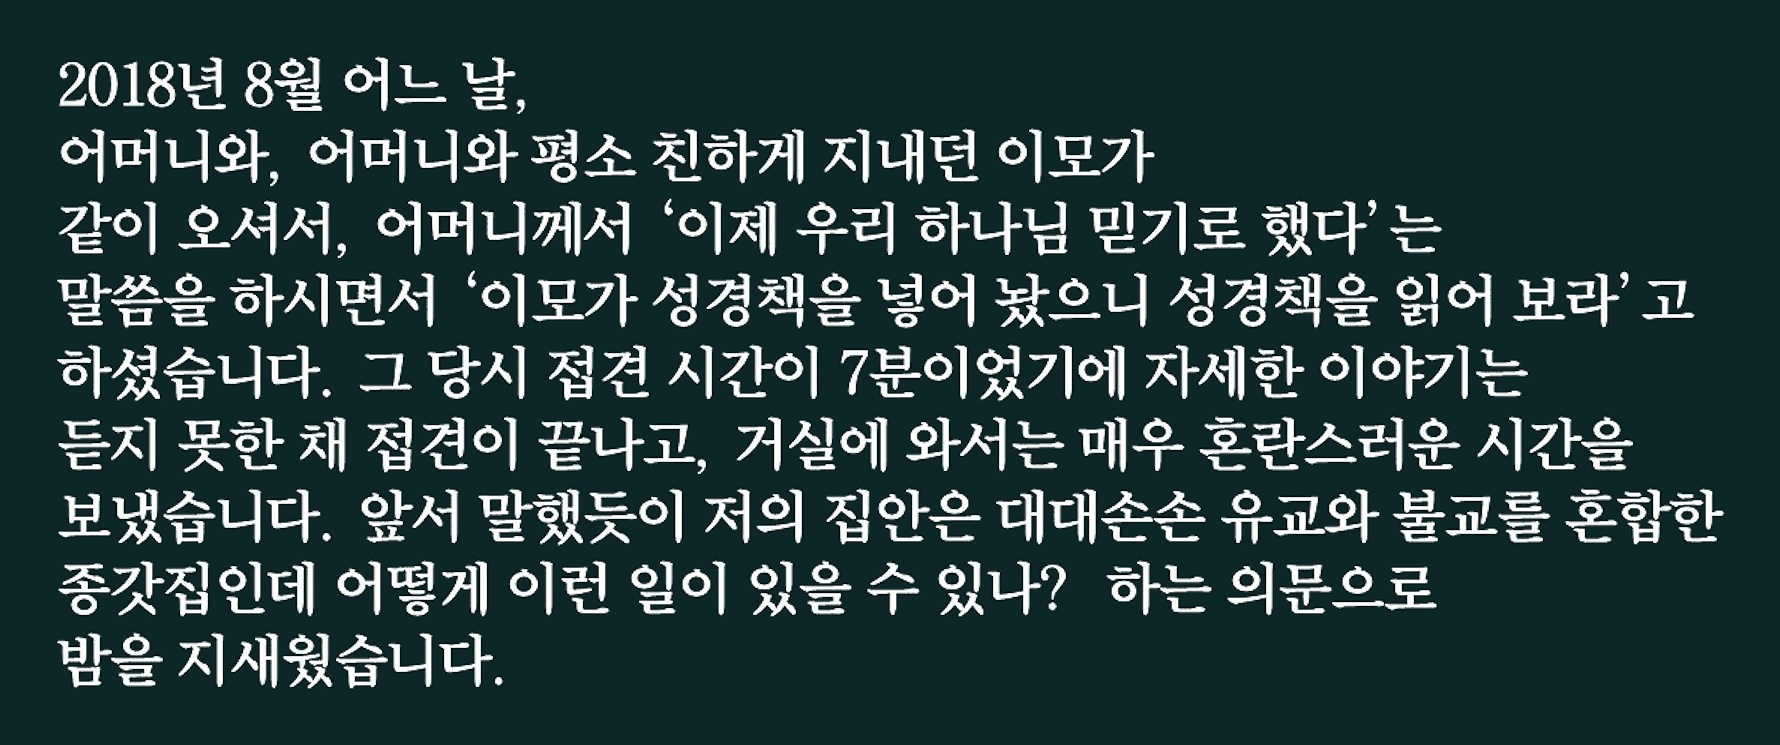 2018년 8월 어느 날,
어머니와, 어머니와 평소 친하게 지내던 이모가
같이 오셔서, 어머니께서 ‘이제 우리 하나님 믿기로 했다’는
말씀을 하시면서 ‘이모가 성경책을 넣어 놨으니 성경책을 읽어 보라’고
하셨습니다. 그 당시 접견 시간이 7분이었기에 자세한 이야기는
듣지 못한 채 접견이 끝나고, 거실에 와서는 매우 혼란스러운 시간을
보냈습니다. 앞서 말했듯이 저의 집안은 대대손손 유교와 불교를 혼합한
종갓집인데 어떻게 이런 일이 있을 수 있나? 하는 의문으로
밤을 지새웠습니다.